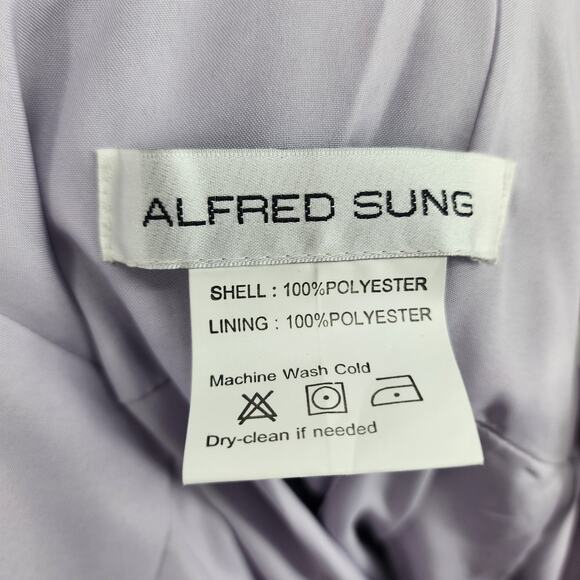 ALFRED SUNG
SHELL : 100%POLYESTER
LINING : 100%POLYESTER
Machine Wash Cold
Dry-clean if needed